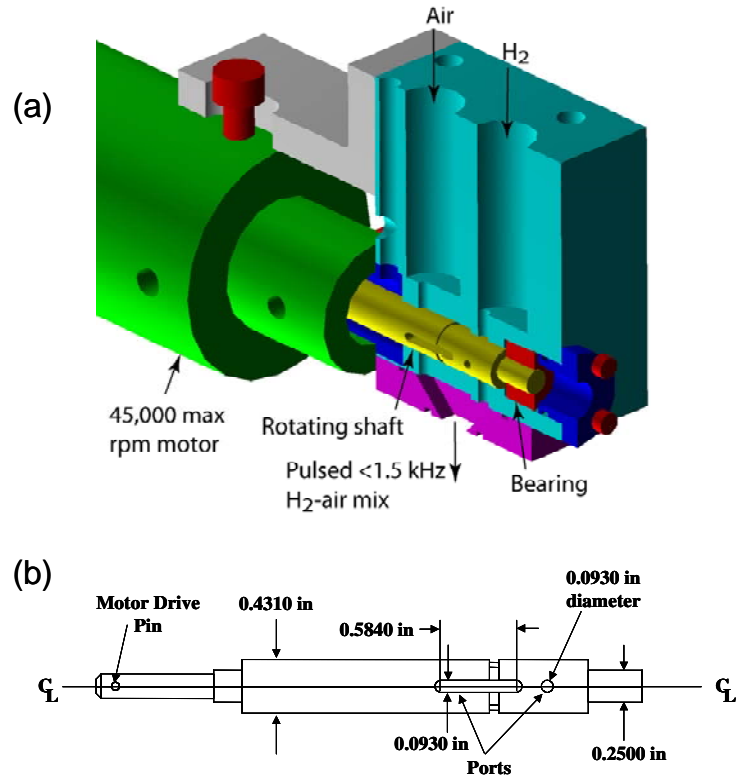 (a)
Air
H2
45,000 max
rpm motor
Rotating shaft
Pulsed <1.5 kHz
H2-air mix
Bearing
(b)
Motor Drive
Pin
0.4310 in
0.5840 in
0.0930 in
diameter
CL
CL
0.0930 in
Ports
0.2500 in